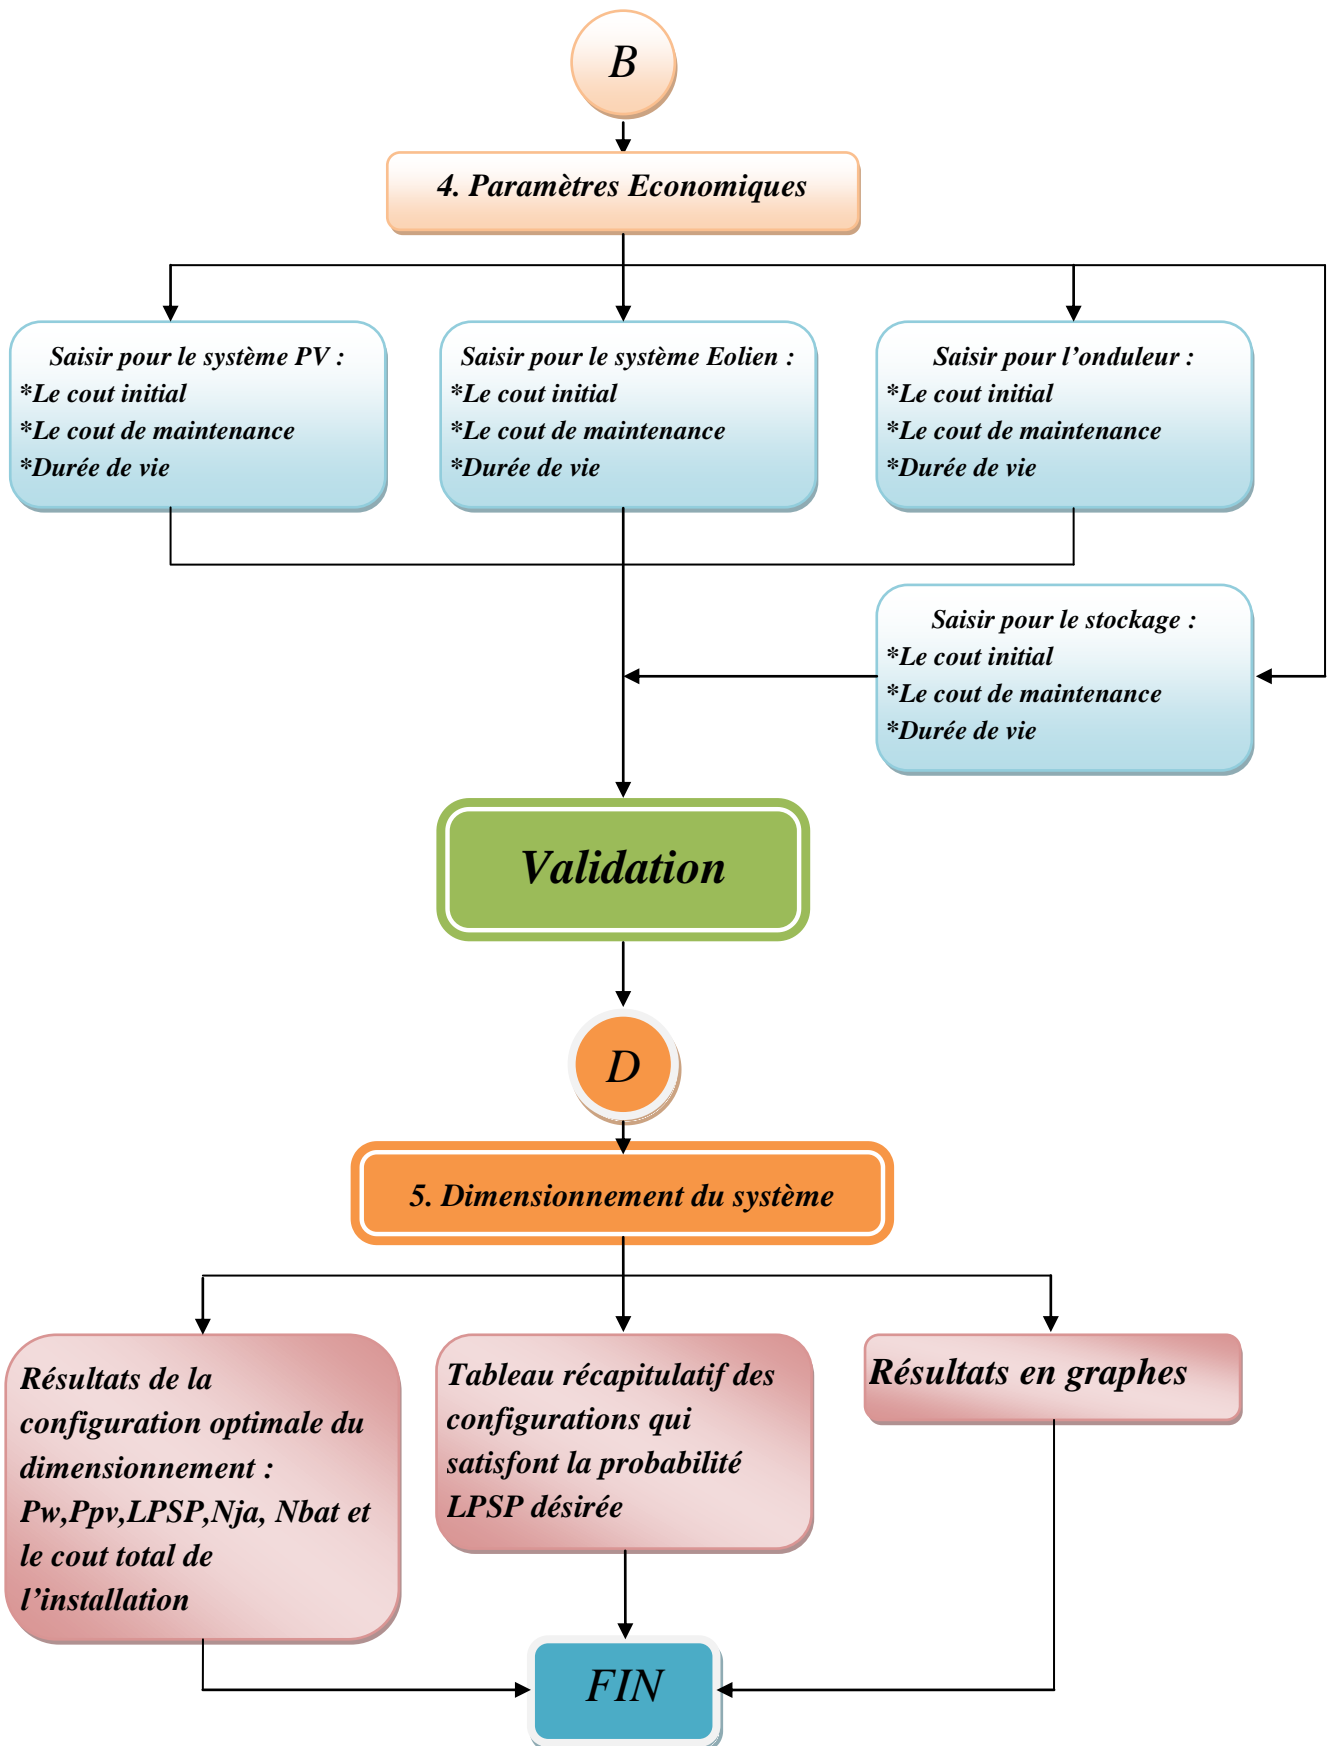 B
4. Paramètres Economiques
Saisir pour le système PV :
*Le cout initial
*Le cout de maintenance
*Durée de vie
Saisir pour le système Eolien :
*Le cout initial
*Le cout de maintenance
*Durée de vie
Saisir pour l’onduleur :
*Le cout initial
*Le cout de maintenance
*Durée de vie
Saisir pour le stockage :
*Le cout initial
*Le cout de maintenance
*Durée de vie
Validation
D
5. Dimensionnement du système
Résultats de la
configuration optimale du
dimensionnement :
Pw,Ppv,LPSP,Nja, Nbat et
le cout total de
l’installation
Tableau récapitulatif des
configurations qui
satisfont la probabilité
LPSP désirée
Résultats en graphes
FIN